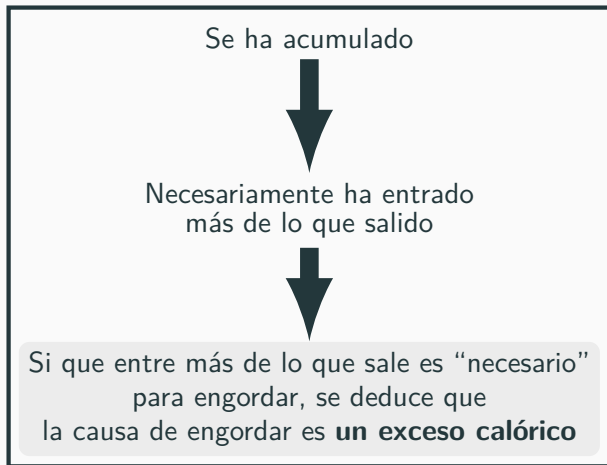 Se ha acumulado
Necesariamente ha entrado
más de lo que salido
Si que entre más de lo que sale es “necesario”
para engordar, se deduce que
la causa de engordar es un exceso calórico